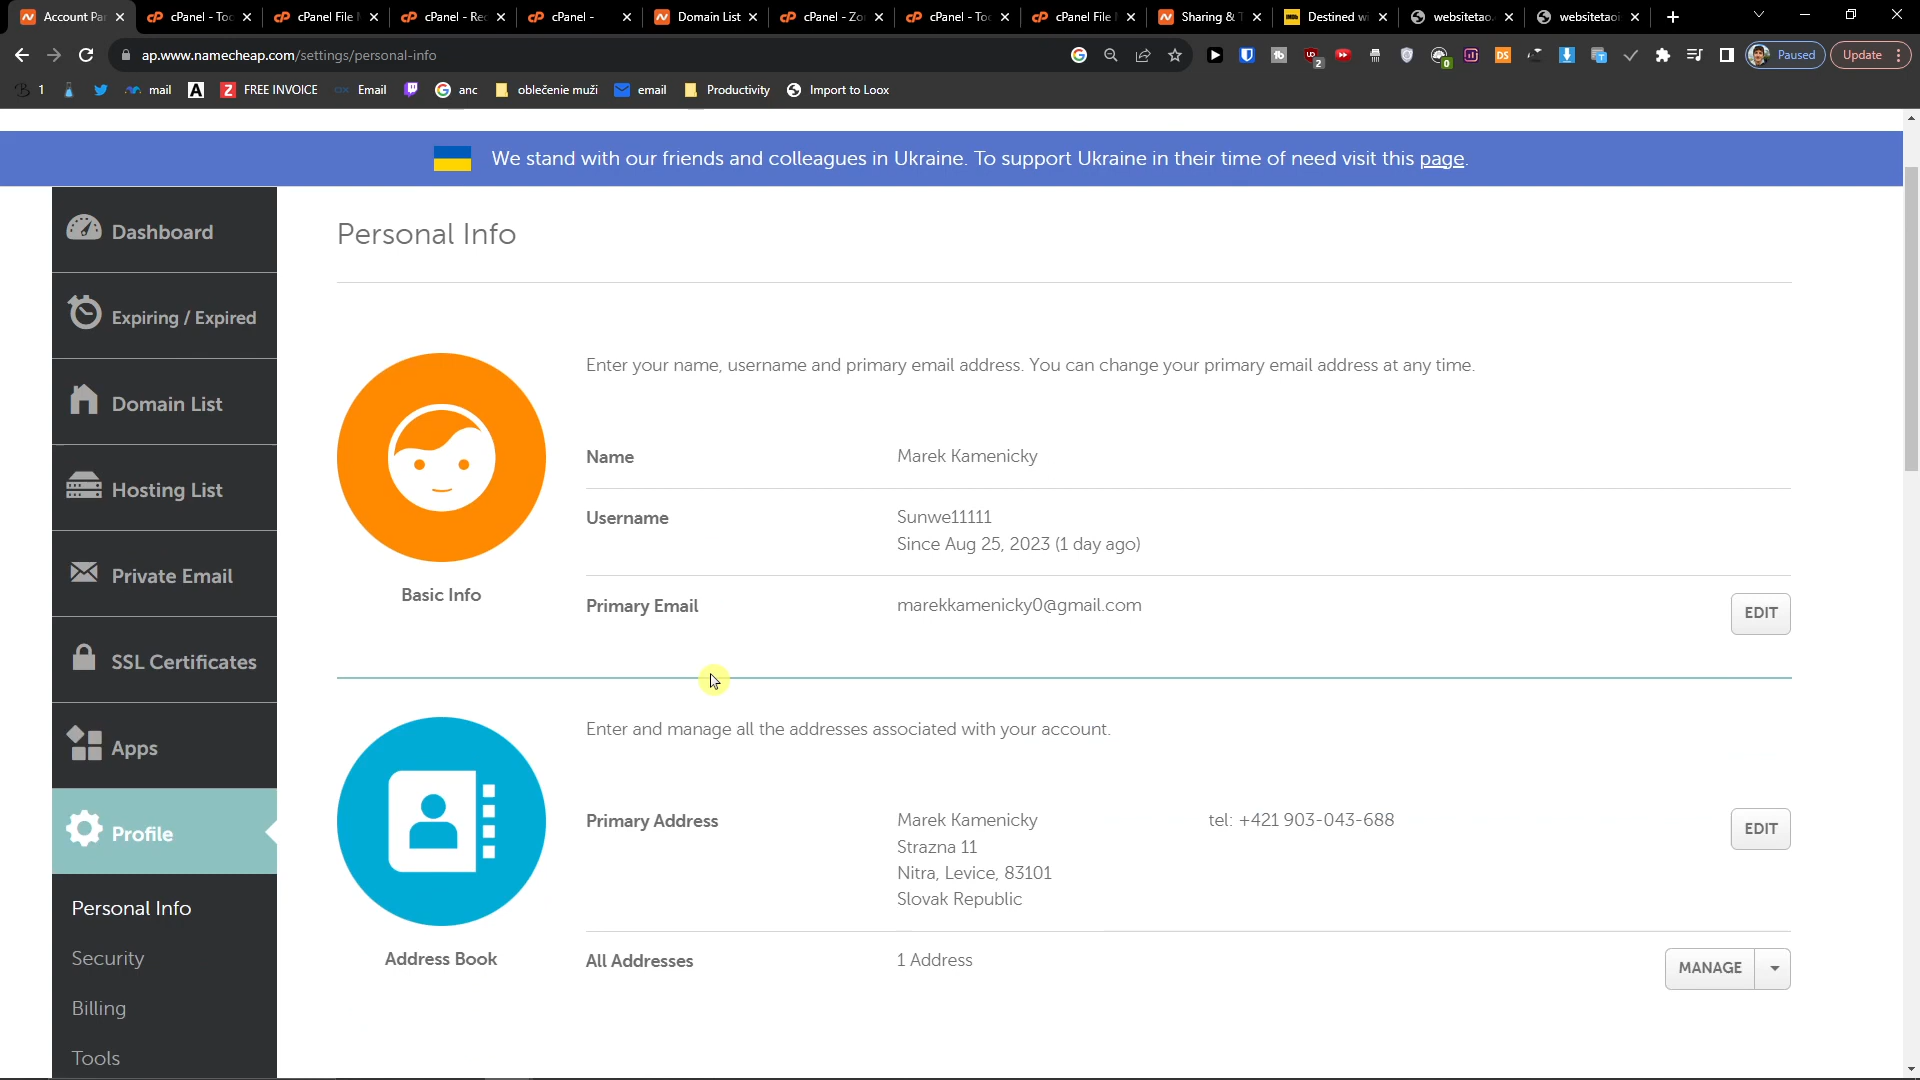 Account Pa
cPanel - Too
cPanel File M
cPanel - Red
cPanel -
Domain List
cPanel - Zo
cPanel - Too
cPanel File
Sharing & T
Destined wi
websitetao.
websitetaoi
ap.www.namecheap.com/settings/personal-info
Paused
Update
1
mail
FREE INVOICE
Email
anc
oblečenie muži
email
Productivity
Import to Loox
We stand with our friends and colleagues in Ukraine. To support Ukraine in their time of need visit this page.
Dashboard
Expiring / Expired
Domain List
Hosting List
Private Email
SSL Certificates
Apps
Profile
Personal Info
Security
Billing
Tools
Personal Info
Enter your name, username and primary email address. You can change your primary email address at any time.
Basic Info
Name Marek Kamenicky
Username Sunwe11111
Since Aug 25, 2023 (1 day ago)
Primary Email marekkamenicky0@gmail.com EDIT
Enter and manage all the addresses associated with your account.
Address Book
Primary Address Marek Kamenicky tel: +421 903-043-688 EDIT
Strazna 11
Nitra, Levice, 83101
Slovak Republic
All Addresses 1 Address MANAGE